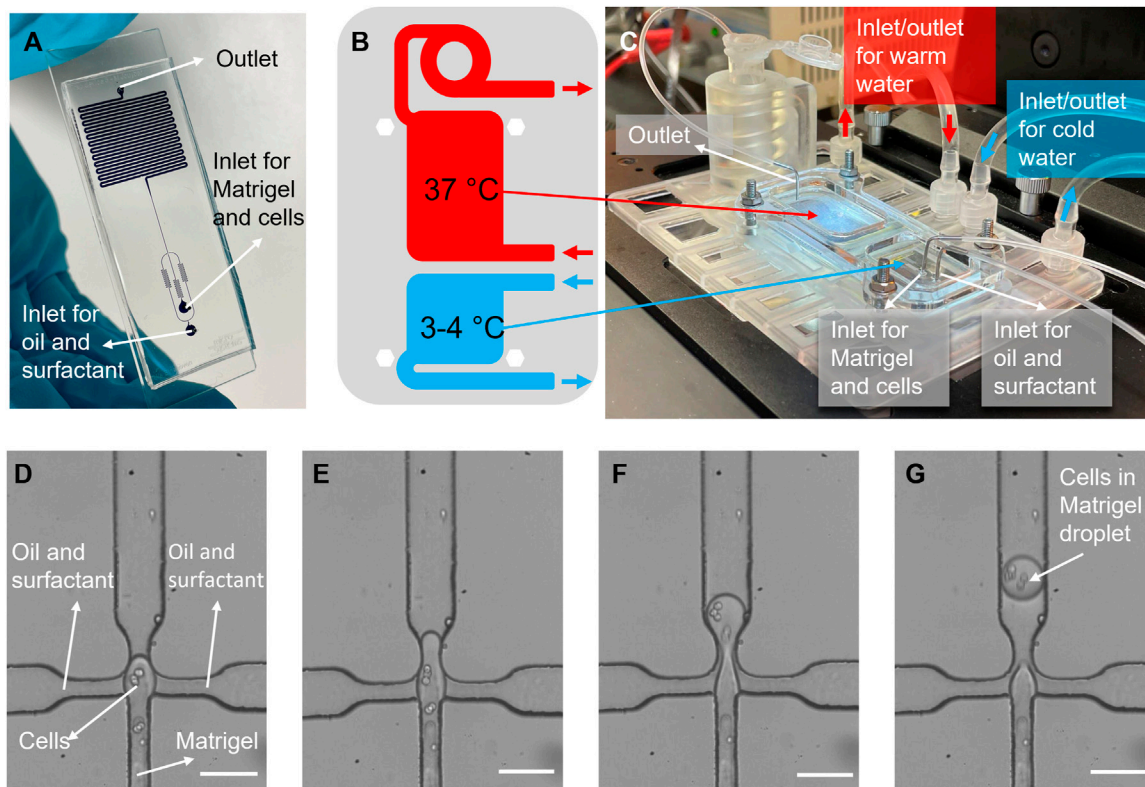 A
Outlet
Inlet for
Matrigel
and cells
Inlet for
oil and
surfactant
B
37 °C
3-4 °C
C
Inlet/outlet
for warm
water
Inlet/outlet
for cold
water
Outlet
Inlet for
Matrigel
and cells
Inlet for
oil and
surfactant
D
Oil and
surfactant
Oil and
surfactant
Cells
Matrigel
E
F
G
Cells in
Matrigel
droplet